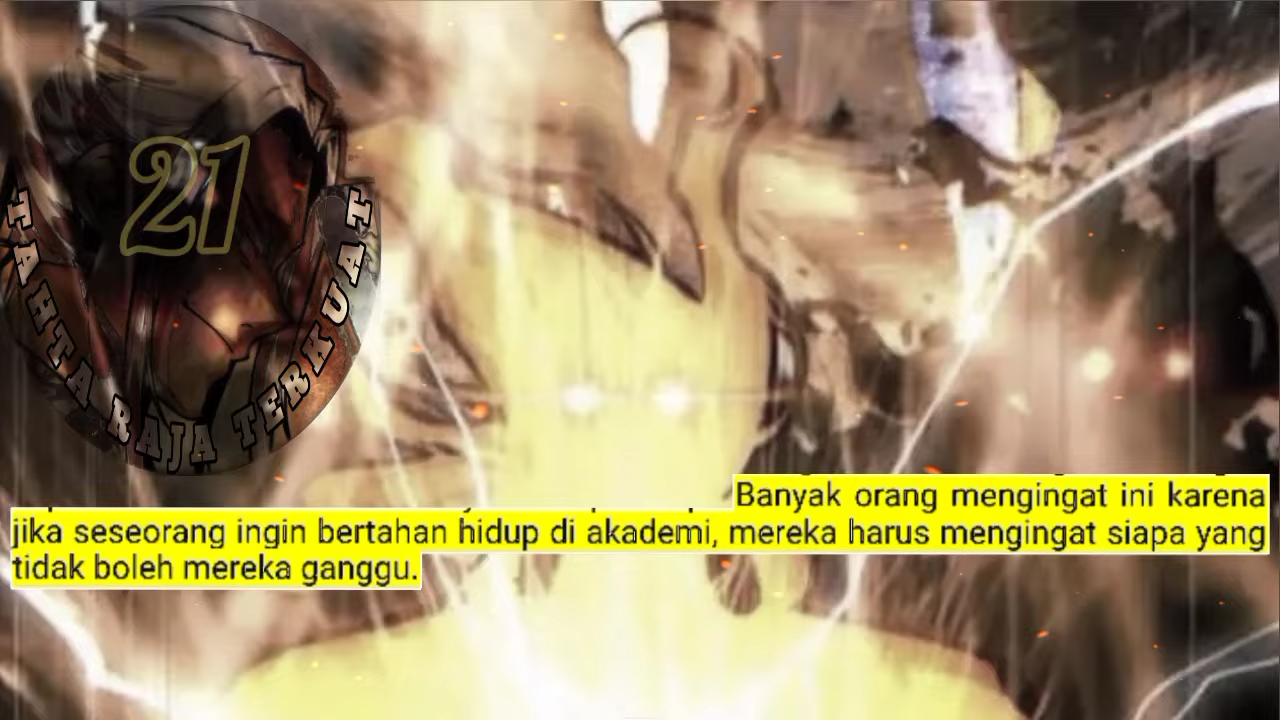 21
TAHTA RAJA TERKUAT
Banyak orang mengingat ini karena
jika seseorang ingin bertahan hidup di akademi, mereka harus mengingat siapa yang
tidak boleh mereka ganggu.